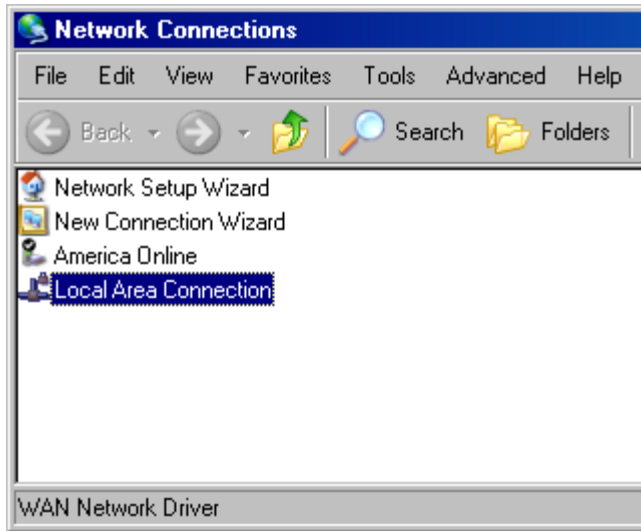 Network Connections
File Edit View Favorites Tools Advanced Help
Back Search Folders
Network Setup Wizard
New Connection Wizard
America Online
Local Area Connection
WAN Network Driver